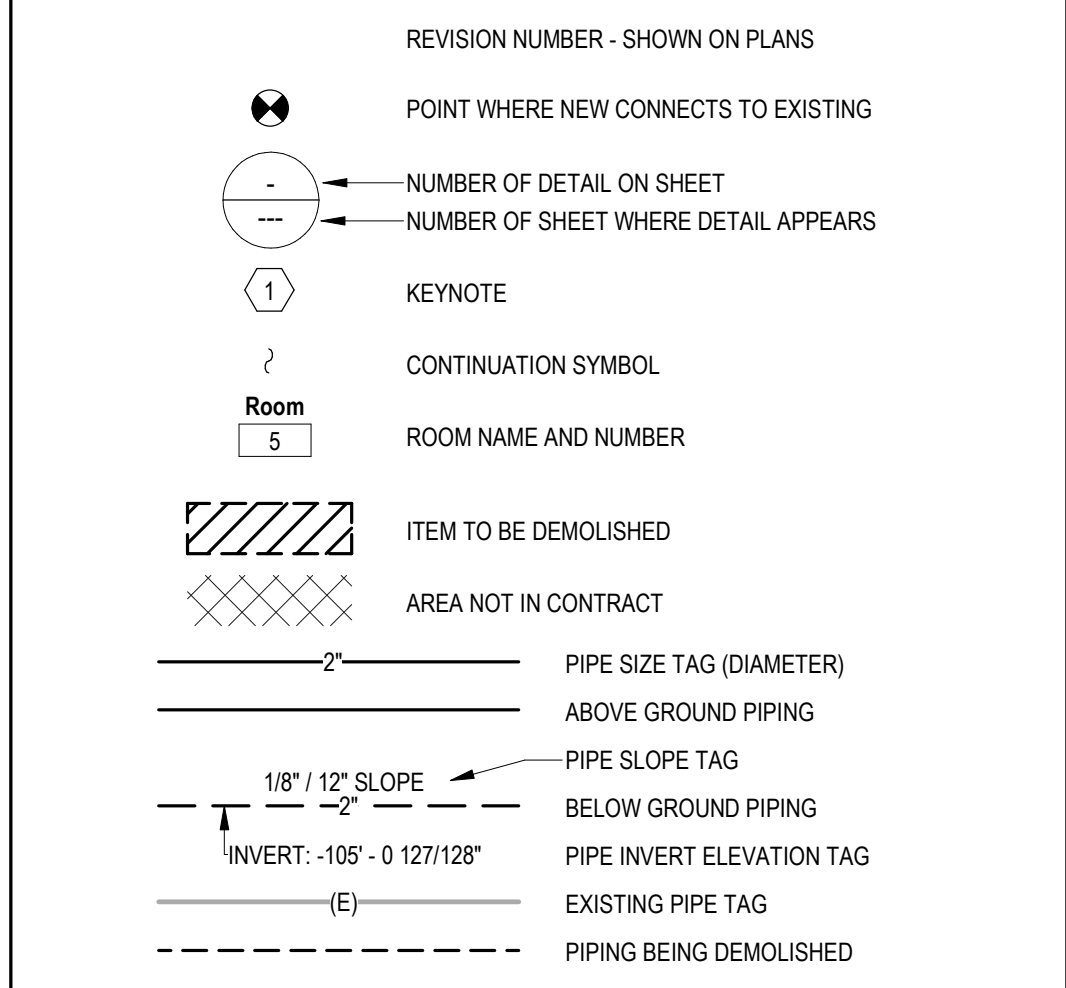 REVISION NUMBER - SHOWN ON PLANS
POINT WHERE NEW CONNECTS TO EXISTING
- NUMBER OF DETAIL ON SHEET
--- NUMBER OF SHEET WHERE DETAIL APPEARS
1 KEYNOTE
CONTINUATION SYMBOL
Room
5 ROOM NAME AND NUMBER
ITEM TO BE DEMOLISHED
AREA NOT IN CONTRACT
2" PIPE SIZE TAG (DIAMETER)
ABOVE GROUND PIPING
PIPE SLOPE TAG
1/8" / 12" SLOPE
2" BELOW GROUND PIPING
INVERT: -105' - 0 127/128" PIPE INVERT ELEVATION TAG
(E) EXISTING PIPE TAG
PIPING BEING DEMOLISHED